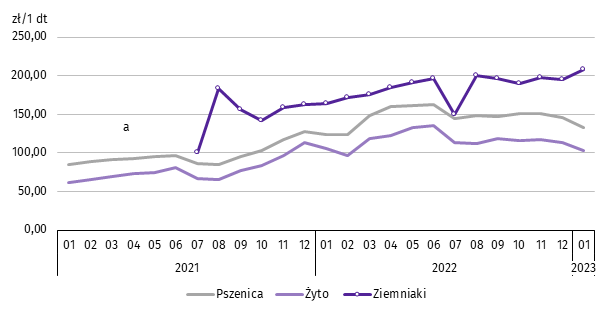 zł/1 dt
250,00
200,00
150,00
100,00
50,00
0,00
a
01 02 03 04 05 06 07 08 09 10 11 12 01 02 03 04 05 06 07 08 09 10 11 12 01
2021 2022 2023
Pszenica Żyto Ziemniaki